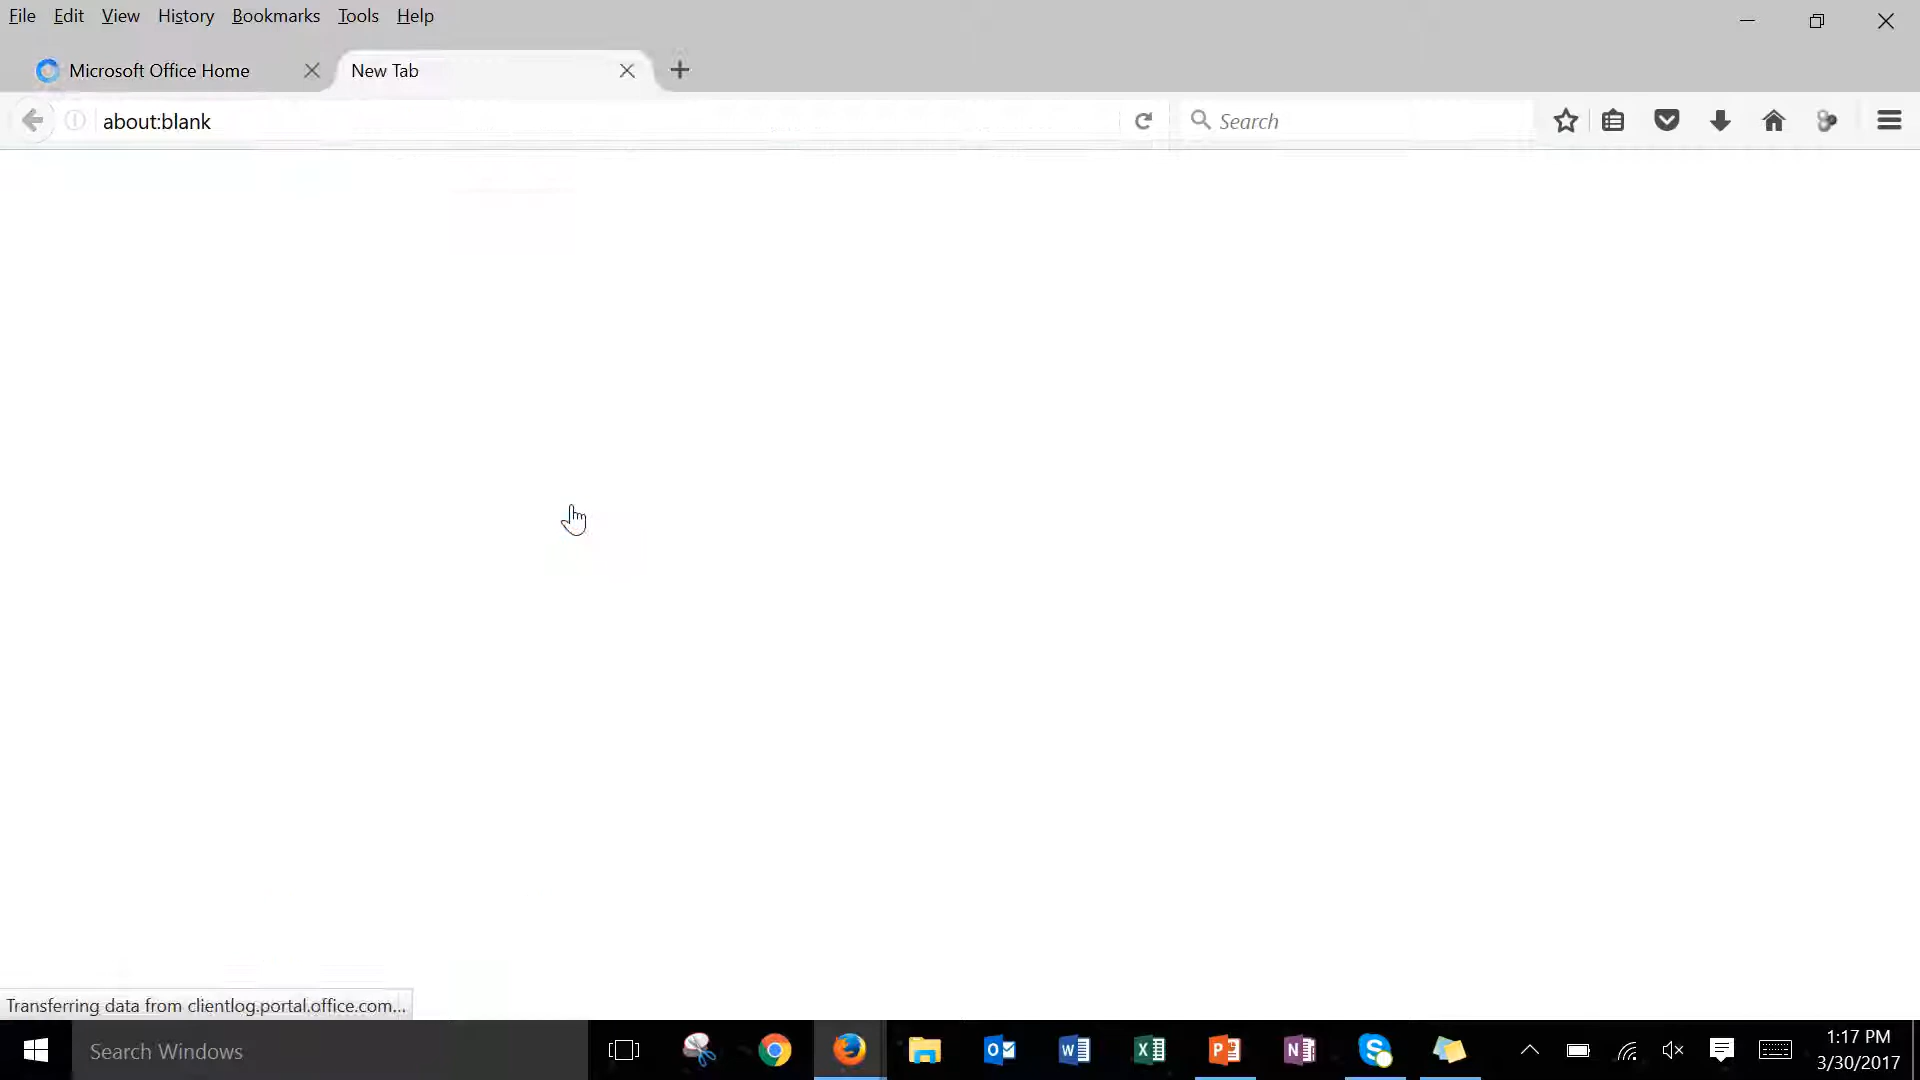 File Edit View History Bookmarks Tools Help
Microsoft Office Home New Tab
about:blank Search
Transferring data from clientlog.portal.office.com...
Search Windows
1:17 PM
3/30/2017